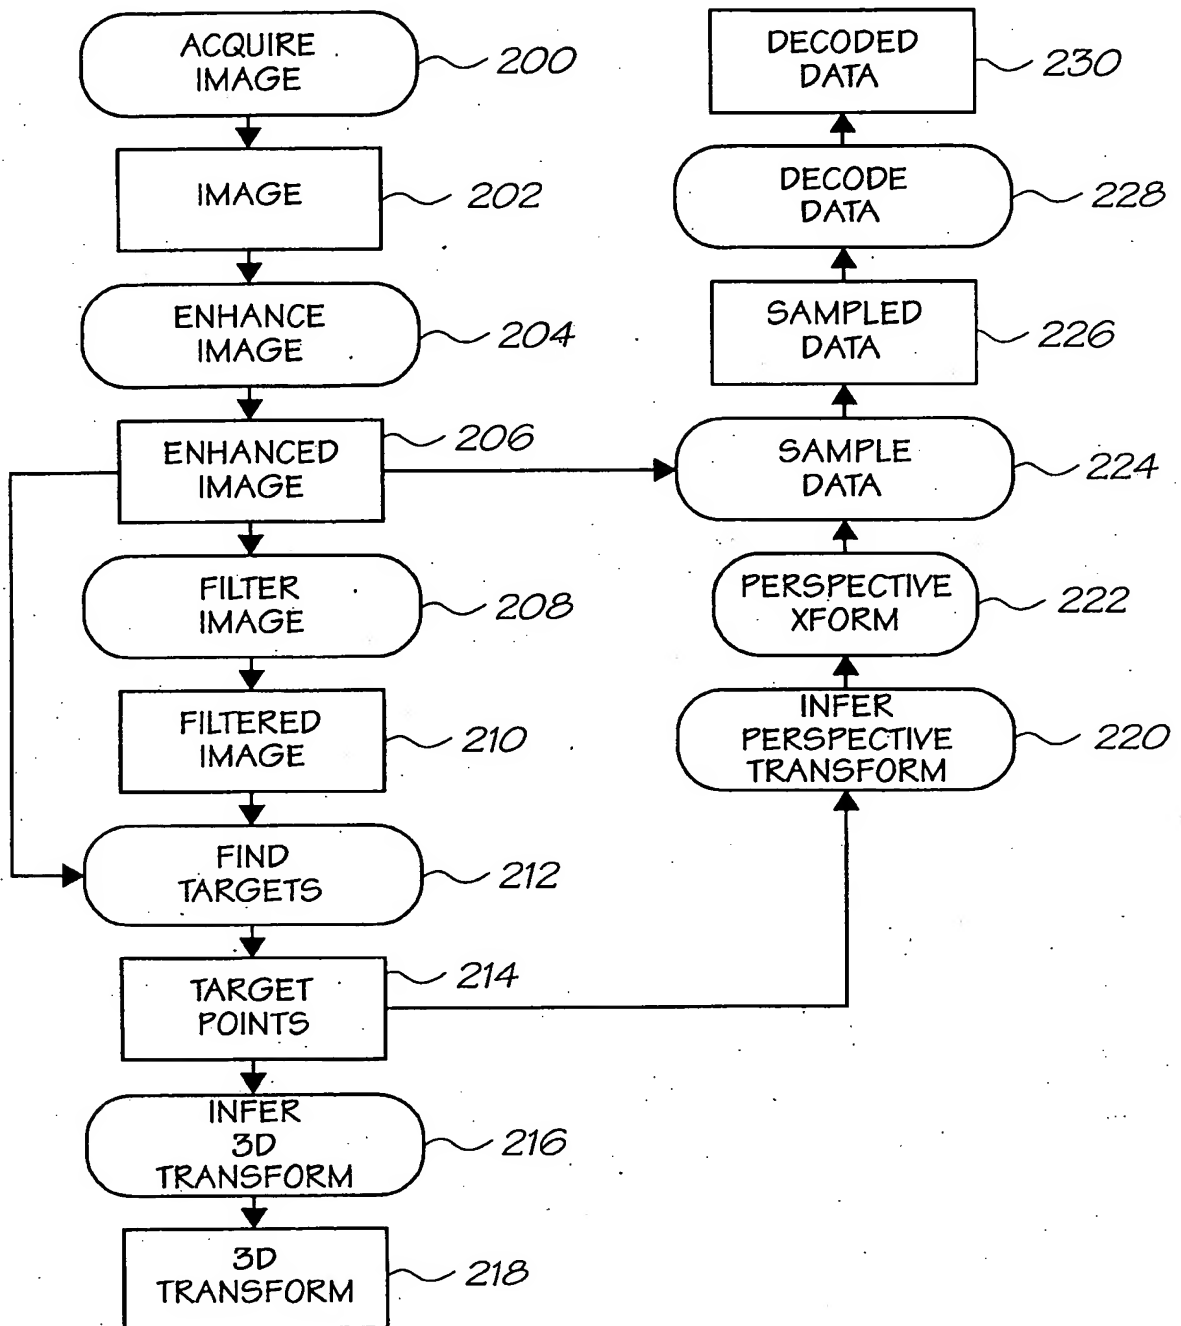 ACQUIRE
IMAGE
200
IMAGE
202
ENHANCE
IMAGE
204
ENHANCED
IMAGE
206
FILTER
IMAGE
208
FILTERED
IMAGE
210
FIND
TARGETS
212
TARGET
POINTS
214
INFER
3D
TRANSFORM
216
3D
TRANSFORM
218
DECODED
DATA
230
DECODE
DATA
228
SAMPLED
DATA
226
SAMPLE
DATA
224
PERSPECTIVE
XFORM
222
INFER
PERSPECTIVE
TRANSFORM
220